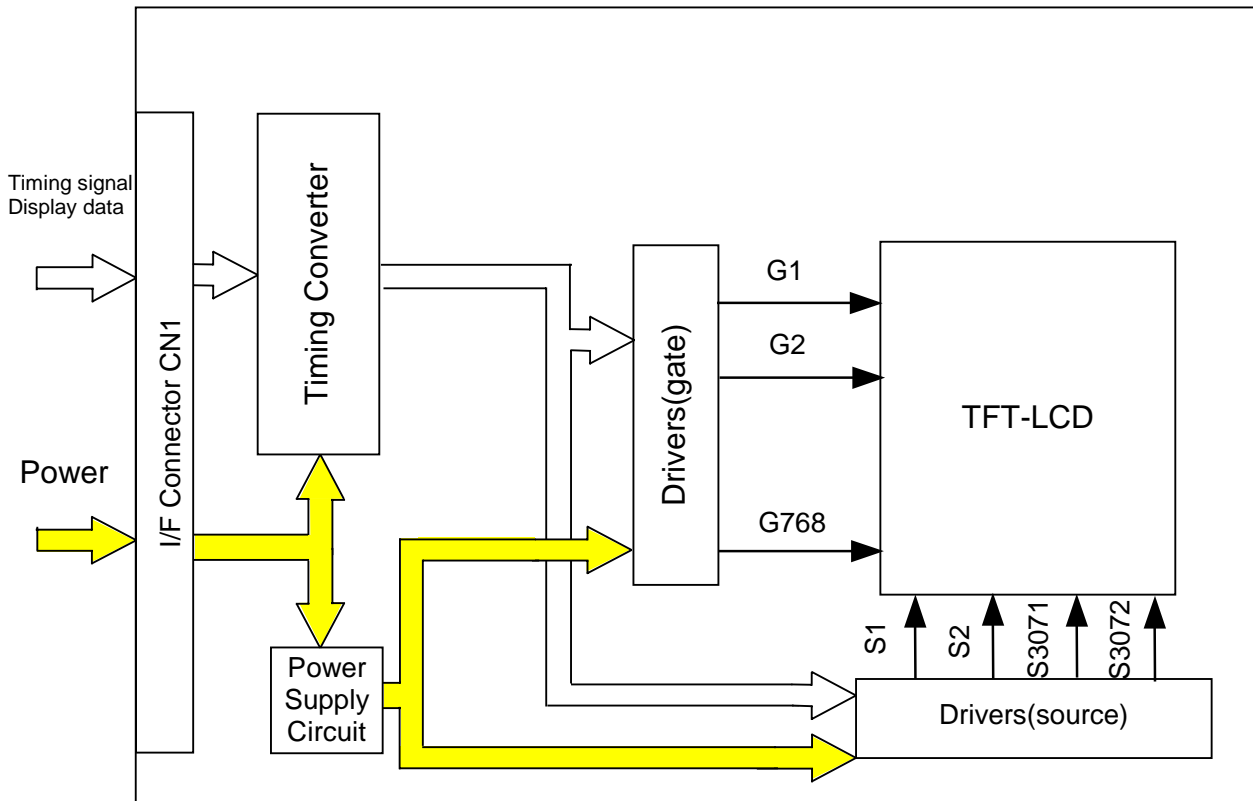 Timing signal
Display data
Power
I/F Connector CN1
Timing Converter
Power
Supply
Circuit
Drivers(gate)
G1
G2
G768
TFT-LCD
S1
S2
S3071
S3072
Drivers(source)